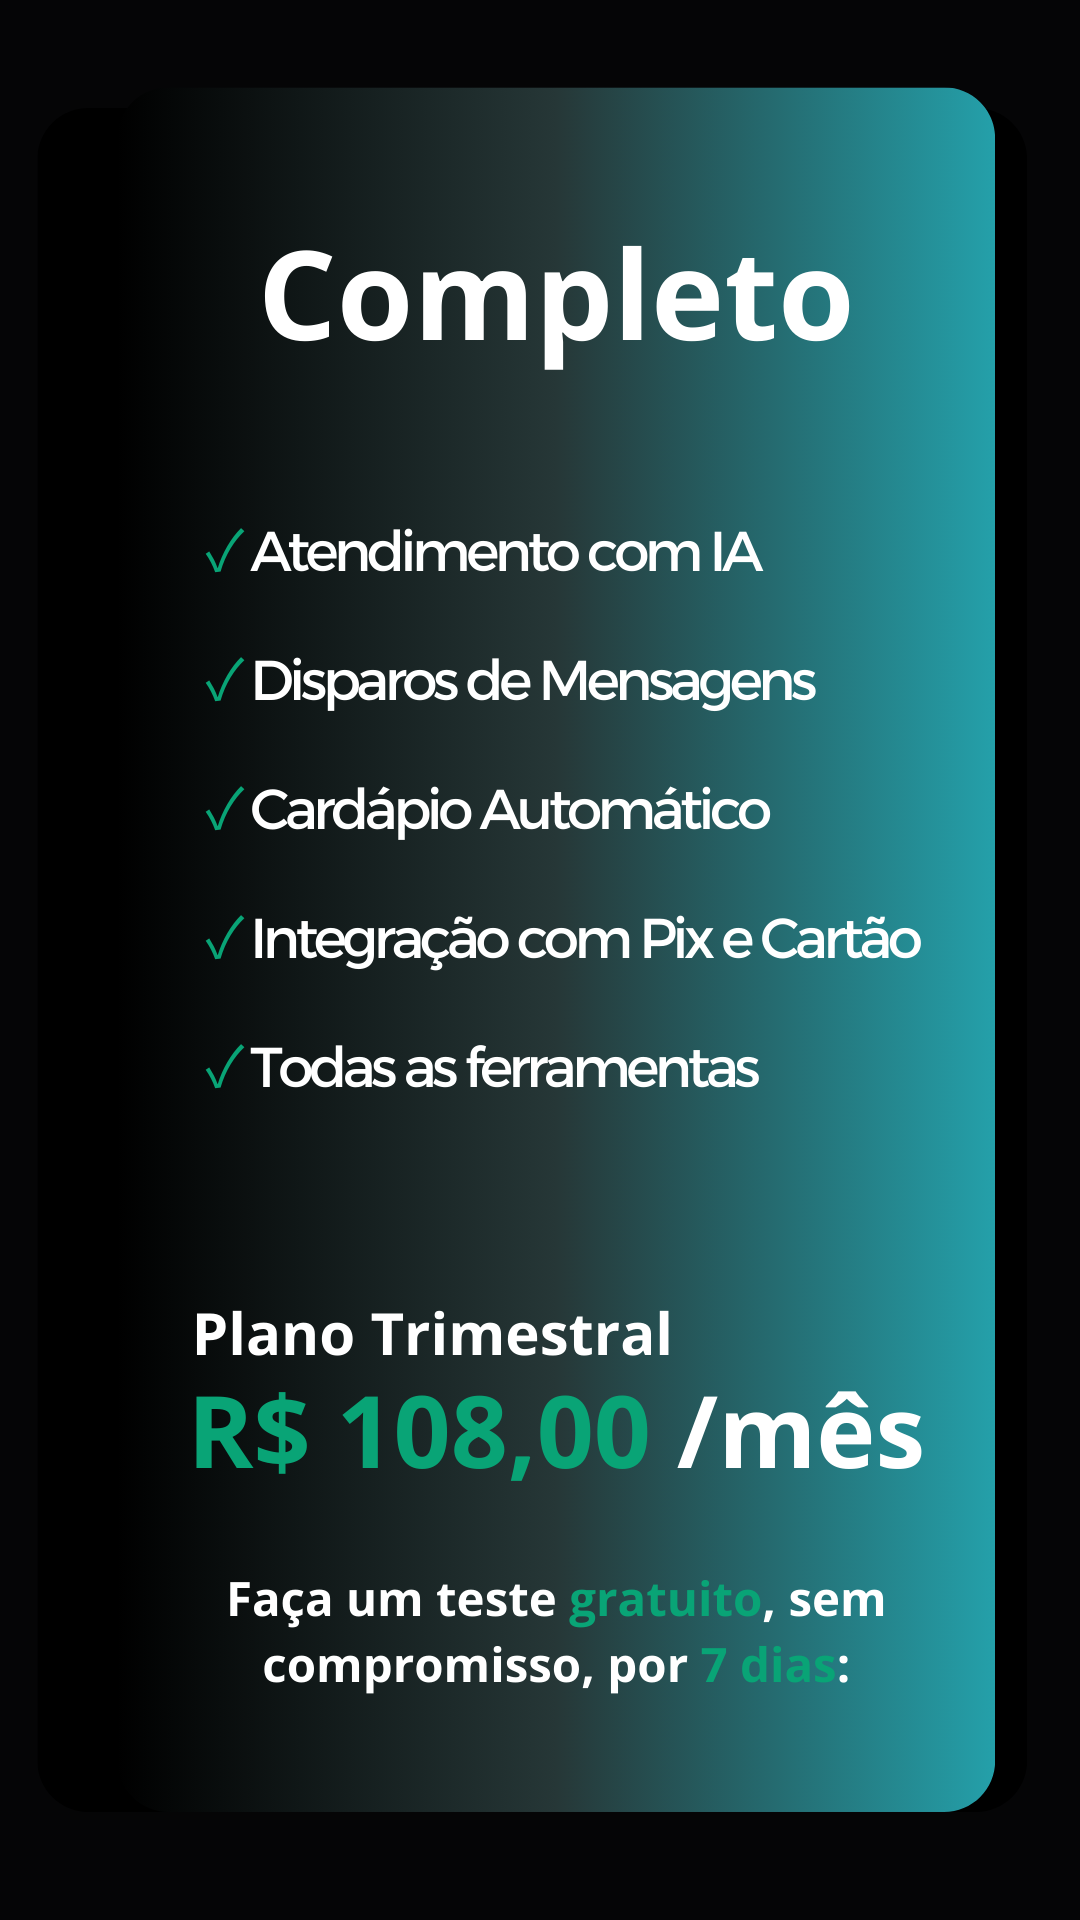 Completo
✓ Atendimento com IA
✓ Disparos de Mensagens
✓ Cardápio Automático
✓ Integração com Pix e Cartão
✓ Todas as ferramentas
Plano Trimestral
R$ 108,00 /mês
Faça um teste gratuito, sem
compromisso, por 7 dias: